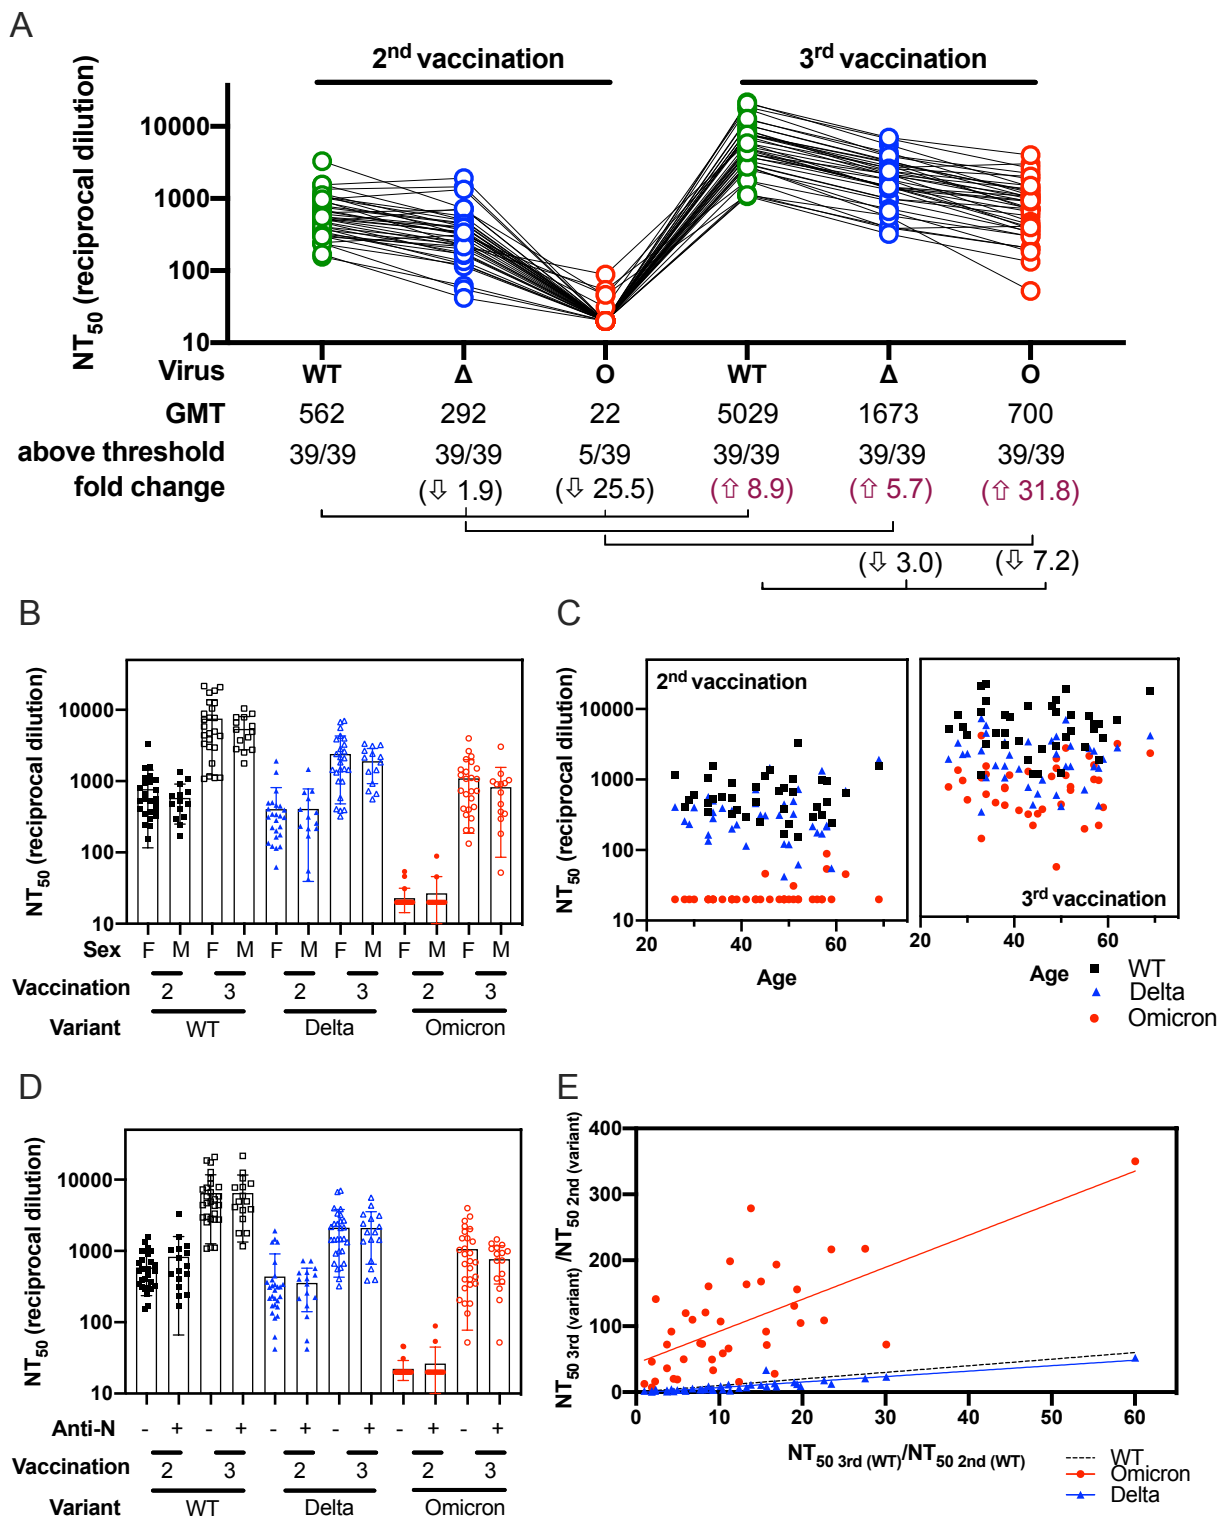 A
2nd vaccination
3rd vaccination
NT50 (reciprocal dilution)
10000
1000
100
10
Virus WT Δ O WT Δ O
GMT 562 292 22 5029 1673 700
above threshold 39/39 39/39 5/39 39/39 39/39 39/39
fold change (⇩ 1.9) (⇩ 25.5) (⇧ 8.9) (⇧ 5.7) (⇧ 31.8)
(⇩ 3.0) (⇩ 7.2)
B
NT50 (reciprocal dilution)
10000
1000
100
10
Sex F M F M F M F M F M F M
Vaccination 2 3 2 3 2 3
Variant WT Delta Omicron
C
NT50 (reciprocal dilution)
2nd vaccination
10000
1000
100
10
20 40 60
Age
3rd vaccination
10000
1000
100
10
20 40 60
Age
WT
Delta
Omicron
D
NT50 (reciprocal dilution)
10000
1000
100
10
Anti-N - + - + - + - + - + - +
Vaccination 2 3 2 3 2 3
Variant WT Delta Omicron
E
NT50 3rd (variant)/NT50 2nd (variant)
400
300
200
100
0
0 10 20 30 40 50 60
NT50 3rd (WT)/NT50 2nd (WT)
WT
Omicron
Delta